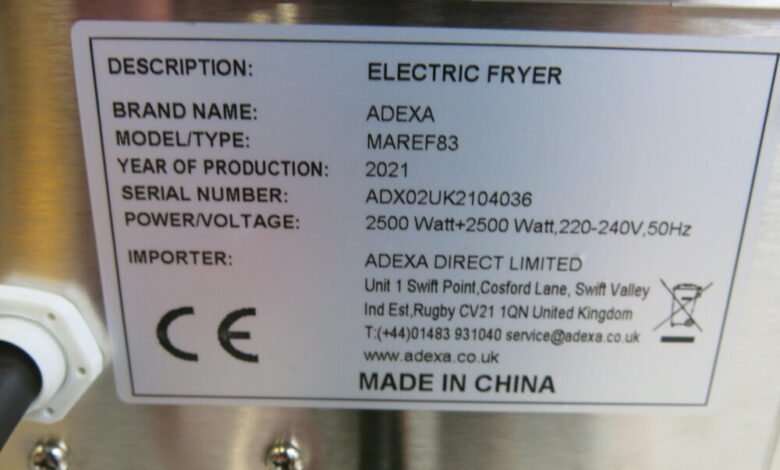 DESCRIPTION: ELECTRIC FRYER
BRAND NAME: ADEXA
MODEL/TYPE: MAREF83
YEAR OF PRODUCTION: 2021
SERIAL NUMBER: ADX02UK2104036
POWER/VOLTAGE: 2500 Watt+2500 Watt,220-240V,50Hz
IMPORTER: ADEXA DIRECT LIMITED
Unit 1 Swift Point,Cosford Lane, Swift Valley
Ind Est,Rugby CV21 1QN United Kingdom
T:(+44)01483 931040 service@adexa.co.uk
www.adexa.co.uk
CE
MADE IN CHINA